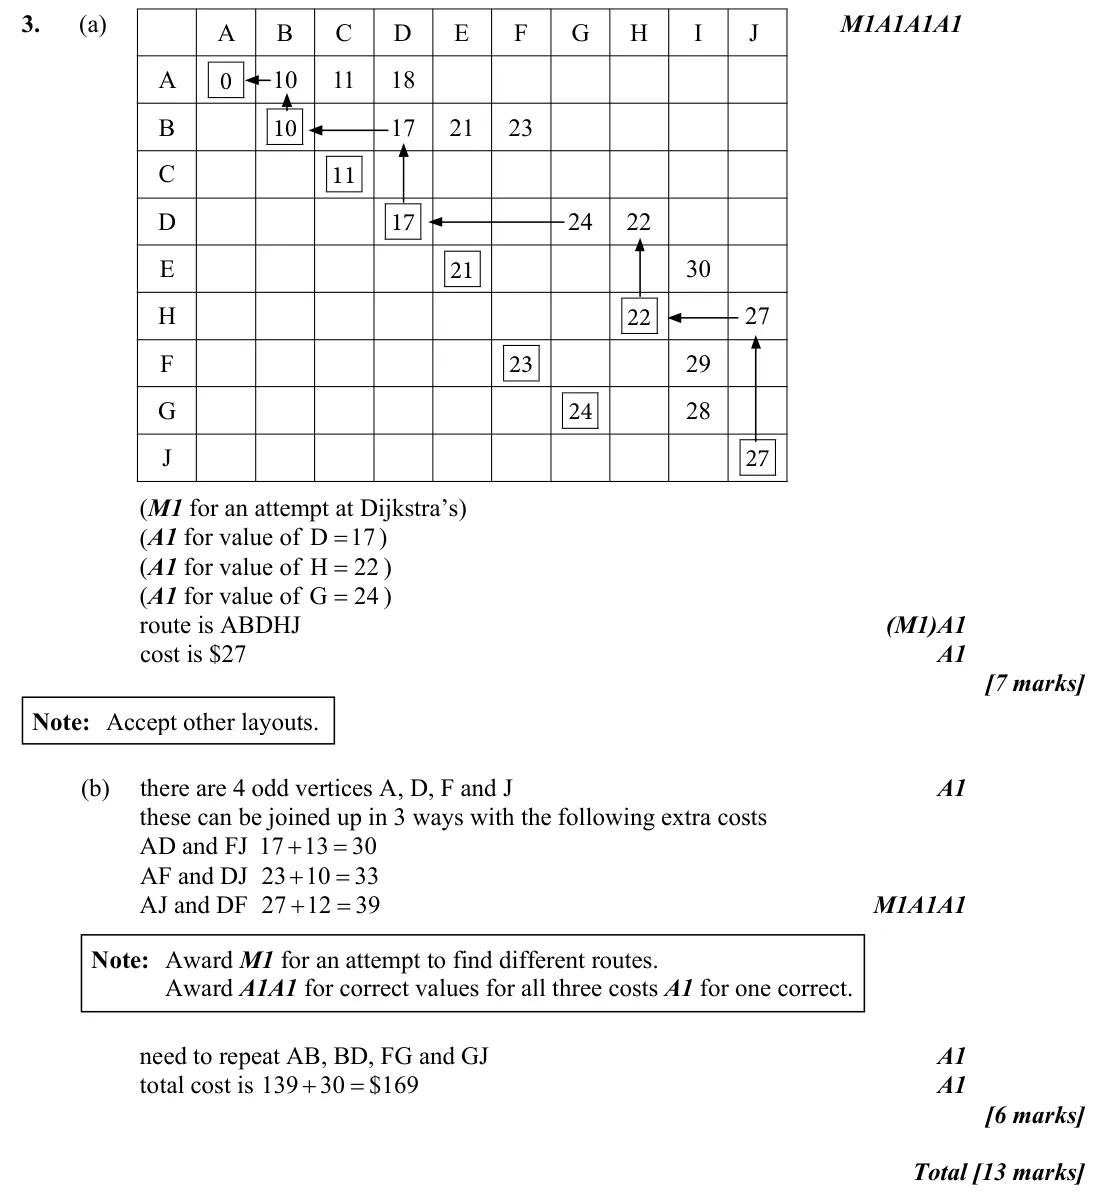 3. (a) M1A1A1A1
A B C D E F G H I J
A 0 10 11 18
B 10 17 21 23
C 11
D 17 24 22
E 21 30
H 22 27
F 23 29
G 24 28
J 27
(M1 for an attempt at Dijkstra’s)
(A1 for value of D = 17)
(A1 for value of H = 22)
(A1 for value of G = 24)
route is ABDHJ (M1)A1
cost is $27 A1
[7 marks]
Note: Accept other layouts.
(b) there are 4 odd vertices A, D, F and J A1
these can be joined up in 3 ways with the following extra costs
AD and FJ 17+13 = 30
AF and DJ 23+10 = 33
AJ and DF 27+12 = 39 M1A1A1
Note: Award M1 for an attempt to find different routes.
Award A1A1 for correct values for all three costs A1 for one correct.
need to repeat AB, BD, FG and GJ A1
total cost is 139+30 = $169 A1
[6 marks]
Total [13 marks]